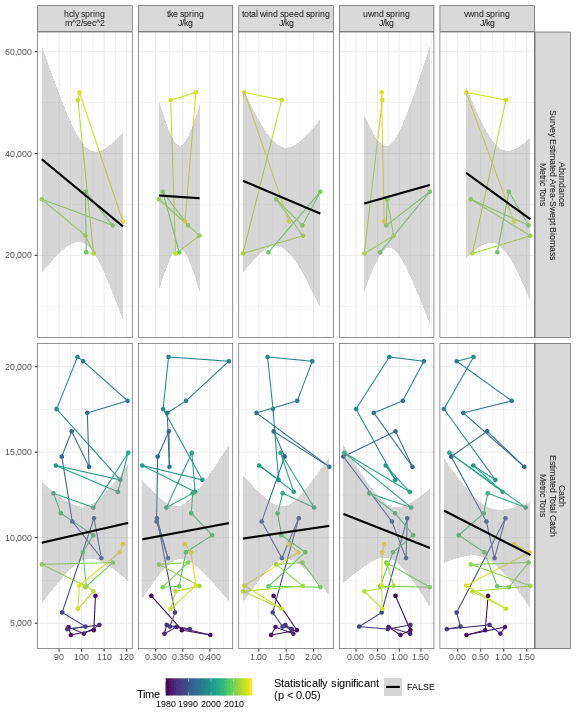 hdly spring
m^2/sec^2
tke spring
J/kg
total wind speed spring
J/kg
uwnd spring
J/kg
vwnd spring
J/kg
60,000
40,000
20,000
Abundance
Survey Estimated Area-Swept Biomass
Metric Tons
20,000
15,000
10,000
5,000
Catch
Estimated Total Catch
Metric Tons
90 100 110 120
0.300 0.350 0.400
1.00 1.50 2.00
0.00 0.50 1.00 1.50
0.00 0.50 1.00 1.50
Time
1980 1990 2000 2010
Statistically significant
(p < 0.05)
FALSE